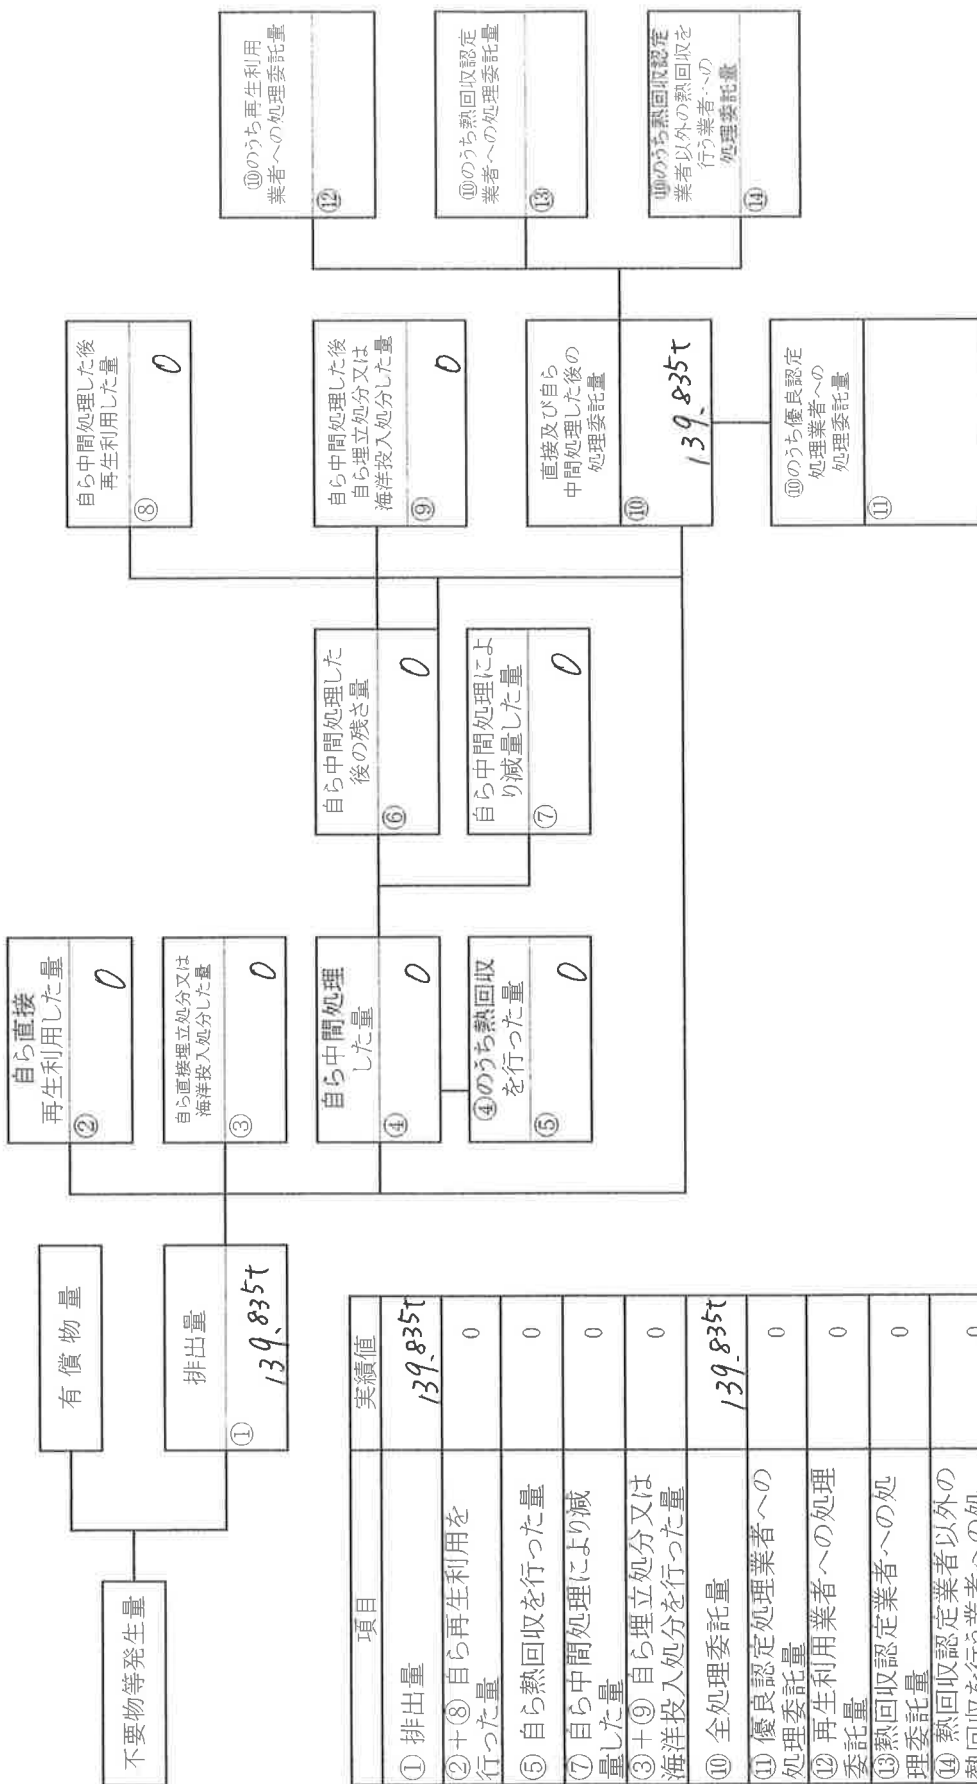 不要物等発生量
有償物量
排出量
①
139.835t
自ら直接
再生利用した量
②
0
自ら直接埋立処分又は
海洋投入処分した量
③
0
自ら中間処理
した量
④
0
④のうち熱回収
を行った量
⑤
0
自ら中間処理した
後の残さ量
⑥
0
自ら中間処理によ
り減量した量
⑦
0
自ら中間処理した後
再生利用した量
⑧
0
自ら中間処理した後
自ら埋立処分又は
海洋投入処分した量
⑨
0
直接及び自ら
中間処理した後の
処理委託量
⑩
139.835t
⑩のうち優良認定
処理業者への
処理委託量
⑪
⑩のうち再生利用
業者への処理委託量
⑫
⑩のうち熱回収認定
業者への処理委託量
⑬
⑩のうち熱回収認定
業者以外の熱回収を
行う業者への
処理委託量
⑭
項目 実績値
① 排出量 139.835t
②+⑧ 自ら再生利用を
行った量 0
⑤ 自ら熱回収を行った量 0
⑦ 自ら中間処理により減
量した量 0
③+⑨ 自ら埋立処分又は
海洋投入処分を行った量 0
⑩ 全処理委託量 139.835t
⑪ 優良認定処理業者への
処理委託量 0
⑫ 再生利用業者への処理
委託量 0
⑬熱回収認定業者への処
理委託量 0
⑭ 熱回収認定業者以外の
熱回収を行う業者への処 0